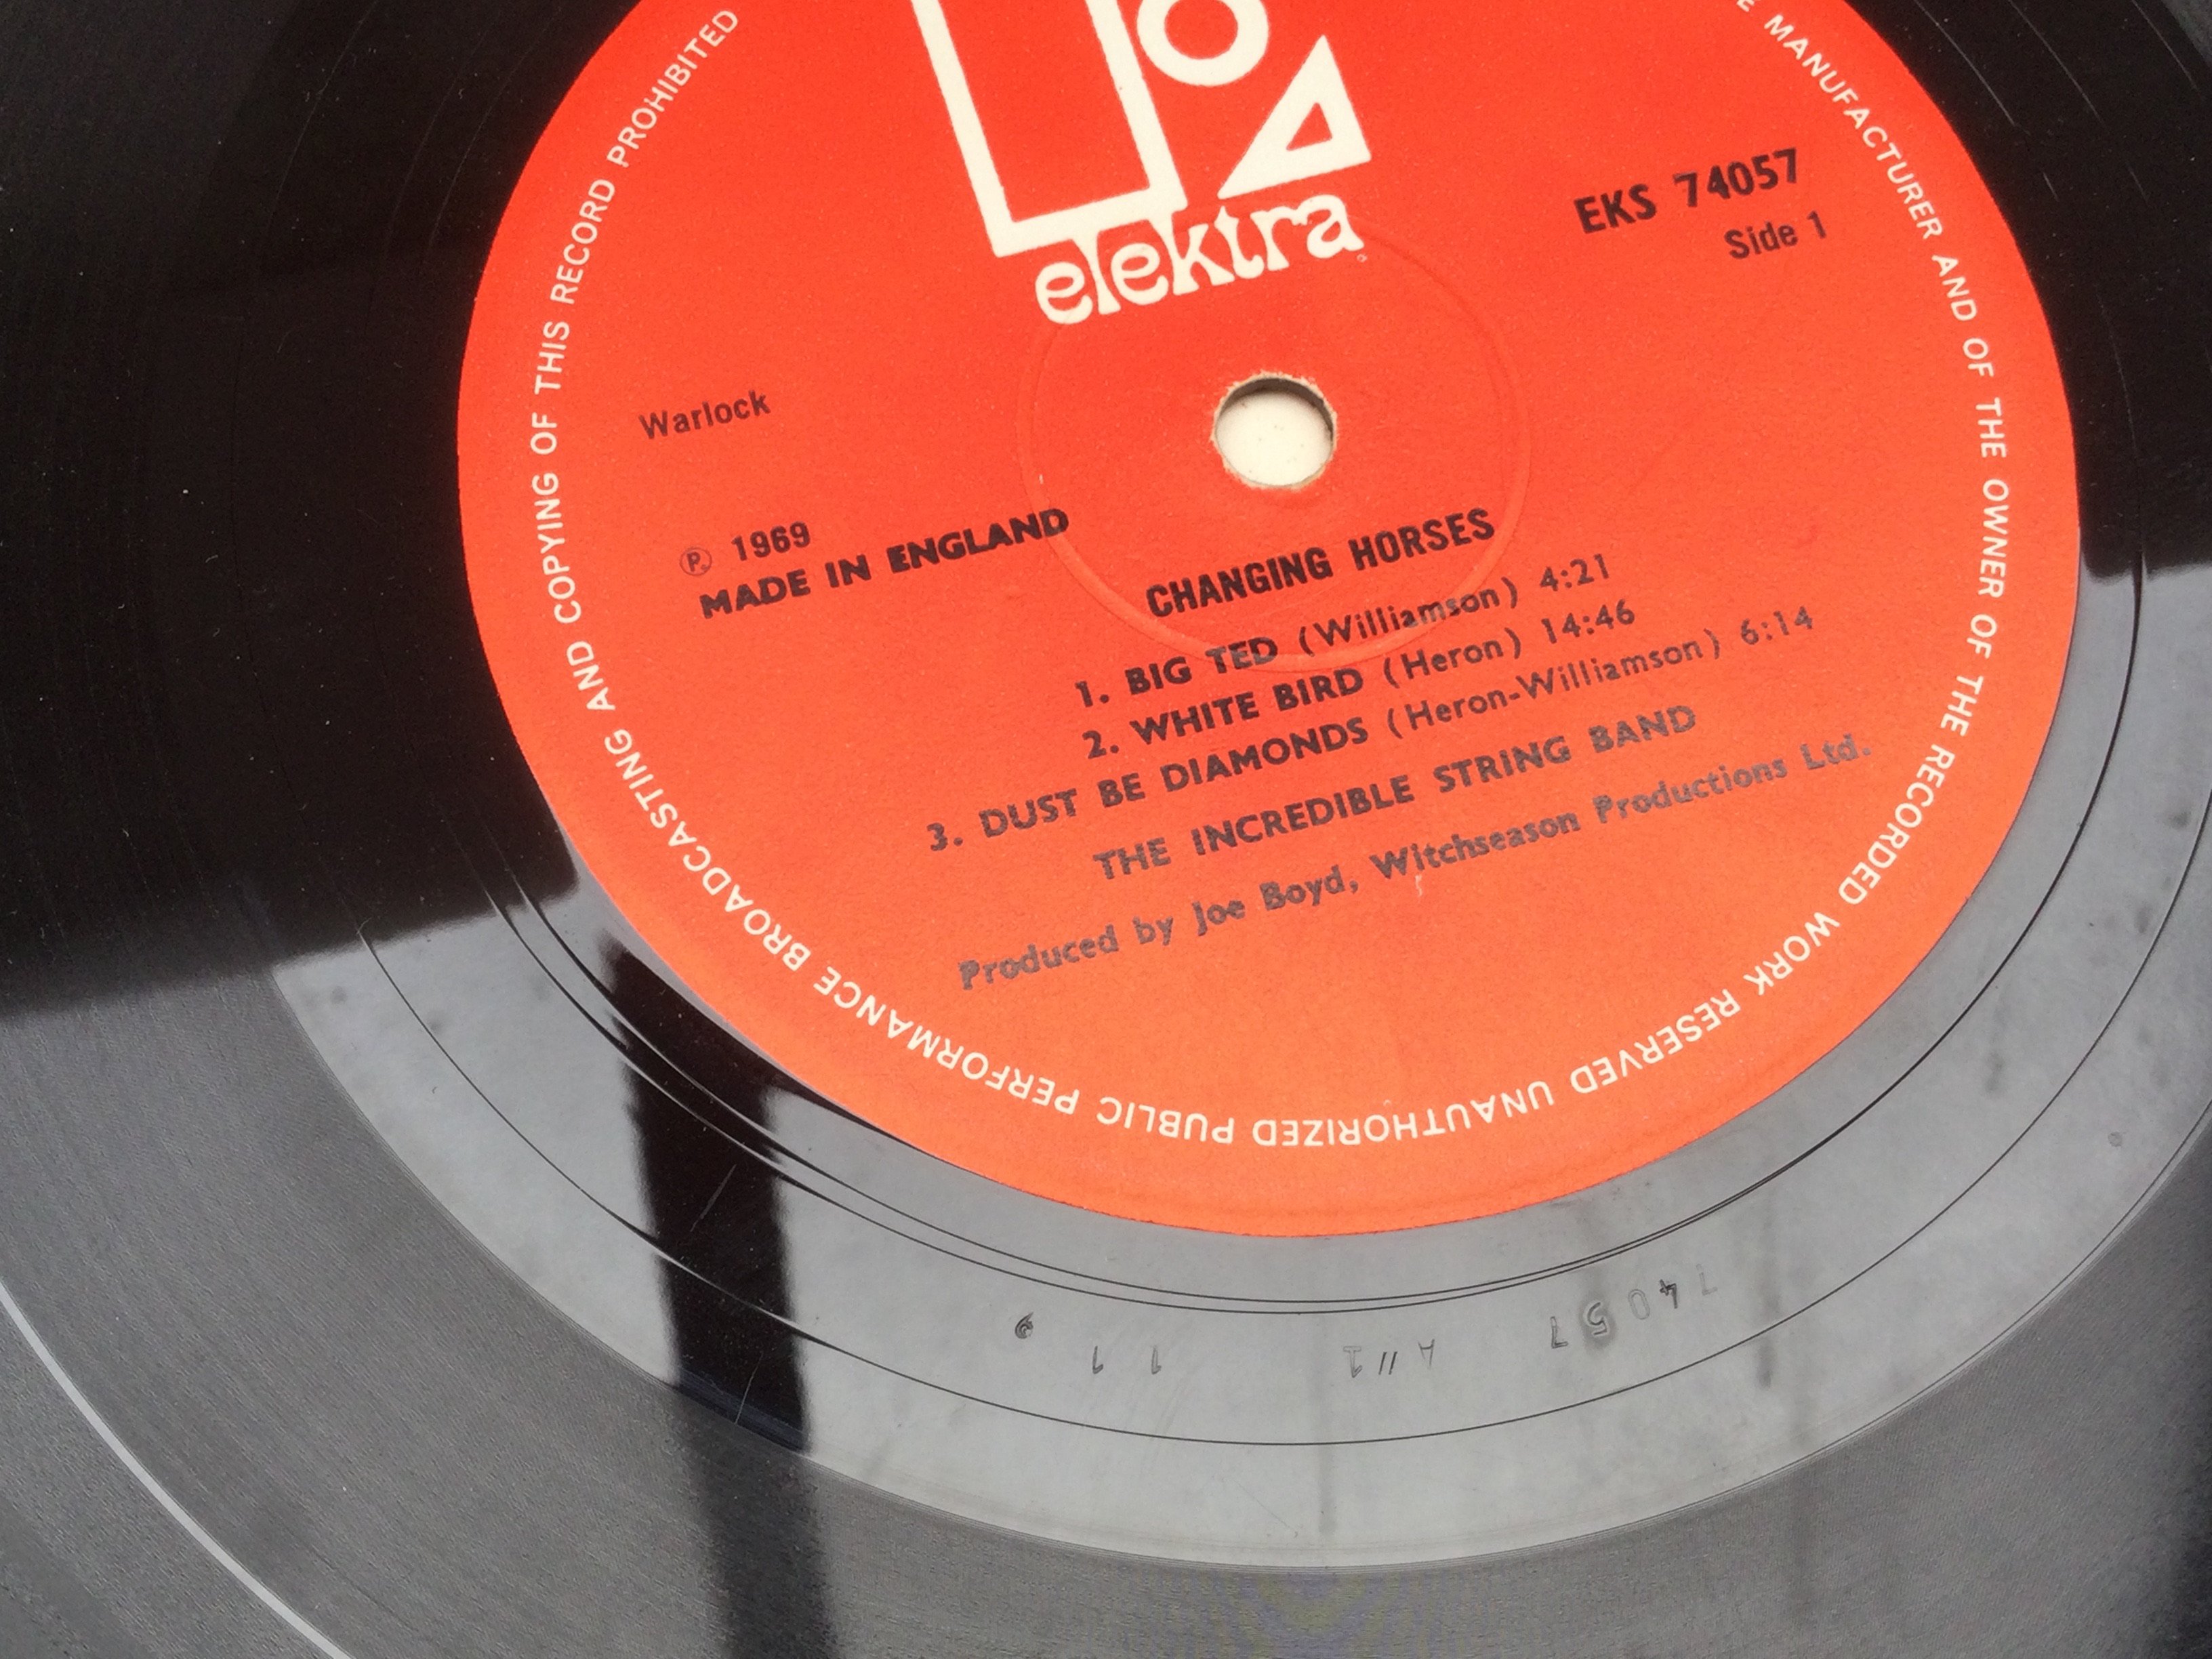 elektra
EKS 74057
Side 1
Warlock
Ⓟ 1969
MADE IN ENGLAND
CHANGING HORSES
1. BIG TED (Williamson) 4:21
2. WHITE BIRD (Heron) 14:46
3. DUST BE DIAMONDS (Heron-Williamson) 6:14
THE INCREDIBLE STRING BAND
Produced by Joe Boyd, Witchseason Productions Ltd.
MANUFACTURER AND OF THE OWNER OF THE RECORDED WORK RESERVED UNAUTHORIZED PUBLIC PERFORMANCE BROADCASTING AND COPYING OF THIS RECORD PROHIBITED
74057 A//1 1 1